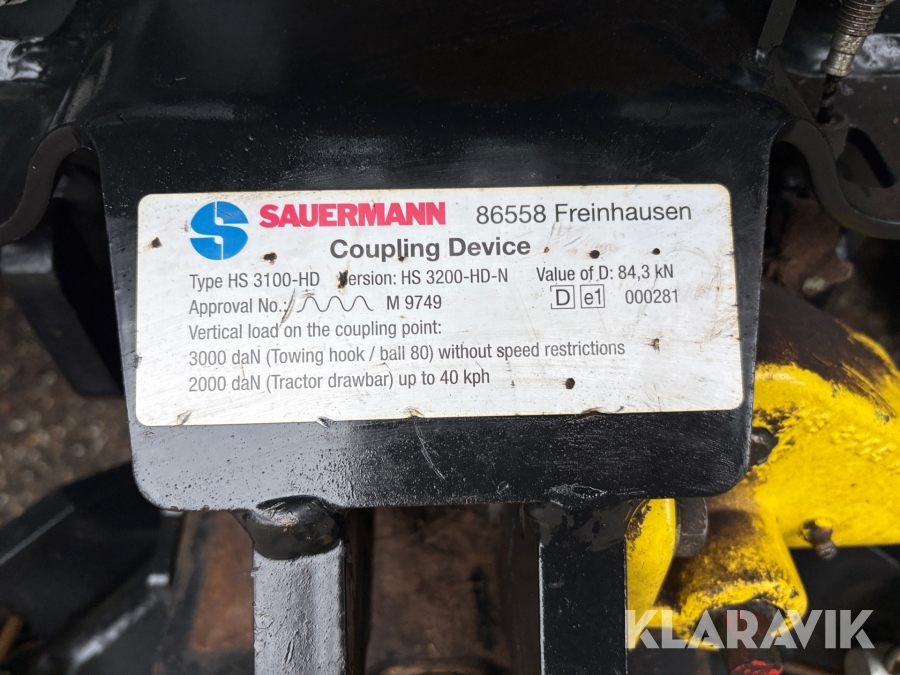 SAUERMANN 86558 Freinhausen
Coupling Device
Type HS 3100-HD Version: HS 3200-HD-N Value of D: 84,3 kN
Approval No.: M 9749 D e1 000281
Vertical load on the coupling point:
3000 daN (Towing hook / ball 80) without speed restrictions
2000 daN (Tractor drawbar) up to 40 kph
KLARAVIK